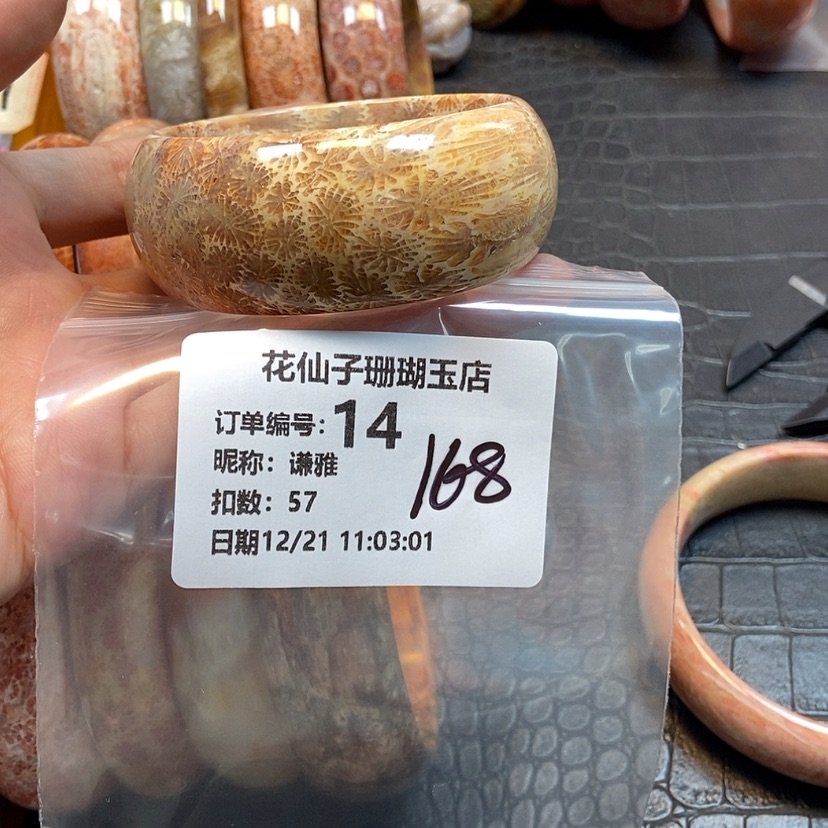 花仙子珊瑚玉店
订单编号: 14
昵称: 谦雅
168
扣数: 57
日期12/21 11:03:01